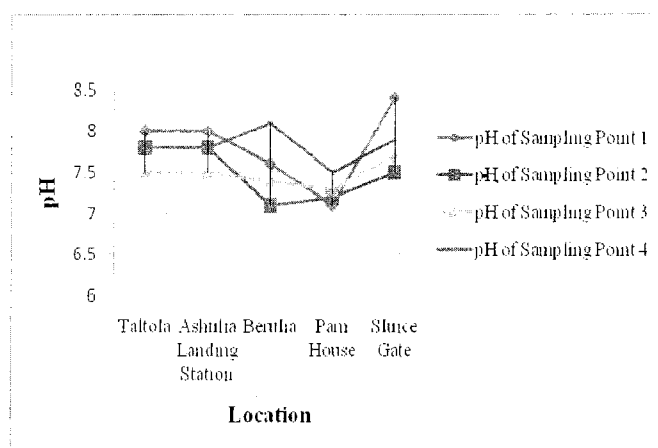 8.5
8
7.5
7
6.5
6
pH
Taltola Ashulia Berulia Pam Sluice
Landing House Gate
Station
Location
pH of Sampling Point 1
pH of Sampling Point 2
pH of Sampling Point 3
pH of Sampling Point 4